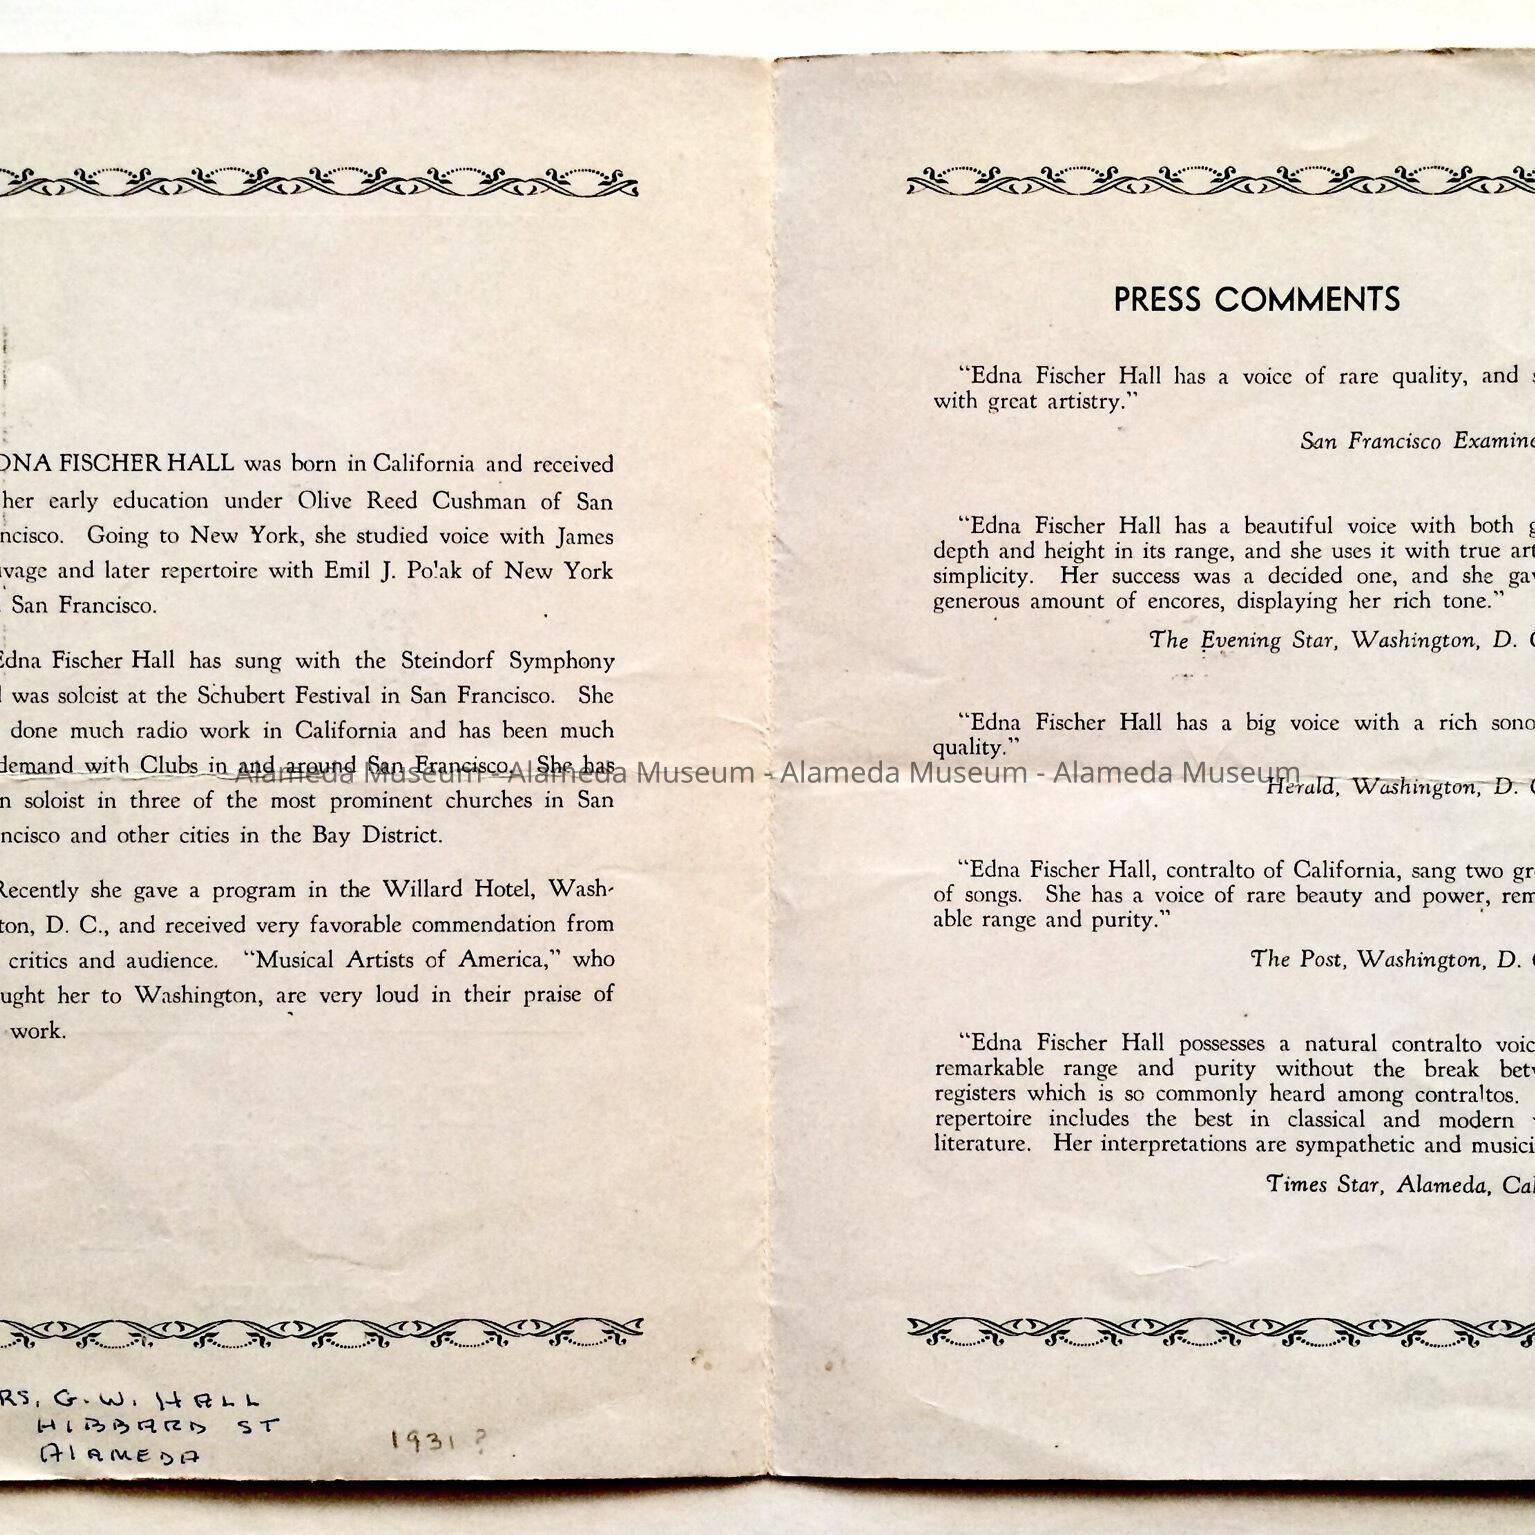 DNA FISCHER HALL was born in California and received
her early education under Olive Reed Cushman of San
ncisco. Going to New York, she studied voice with James
vage and later repertoire with Emil J. Polak of New York
San Francisco.
Edna Fischer Hall has sung with the Steindorf Symphony
was soloist at the Schubert Festival in San Francisco. She
done much radio work in California and has been much
demand with Clubs in and around San Francisco. She has
n soloist in three of the most prominent churches in San
ncisco and other cities in the Bay District.
Recently she gave a program in the Willard Hotel, Wash-
ton, D. C., and received very favorable commendation from
critics and audience. "Musical Artists of America," who
ught her to Washington, are very loud in their praise of
work.
RS. G. W. HALL
HIBBARD ST
ALAMEDA
1931 ?
PRESS COMMENTS
"Edna Fischer Hall has a voice of rare quality, and s
with great artistry."
San Francisco Examine
"Edna Fischer Hall has a beautiful voice with both g
depth and height in its range, and she uses it with true art
simplicity. Her success was a decided one, and she gav
generous amount of encores, displaying her rich tone."
The Evening Star, Washington, D. C
"Edna Fischer Hall has a big voice with a rich sono
quality."
Herald, Washington, D. C
"Edna Fischer Hall, contralto of California, sang two gr
of songs. She has a voice of rare beauty and power, rem
able range and purity."
The Post, Washington, D. C
"Edna Fischer Hall possesses a natural contralto voic
remarkable range and purity without the break betw
registers which is so commonly heard among contraltos.
repertoire includes the best in classical and modern
literature. Her interpretations are sympathetic and musici
Times Star, Alameda, Cal
Alameda Museum - Alameda Museum - Alameda Museum - Alameda Museum